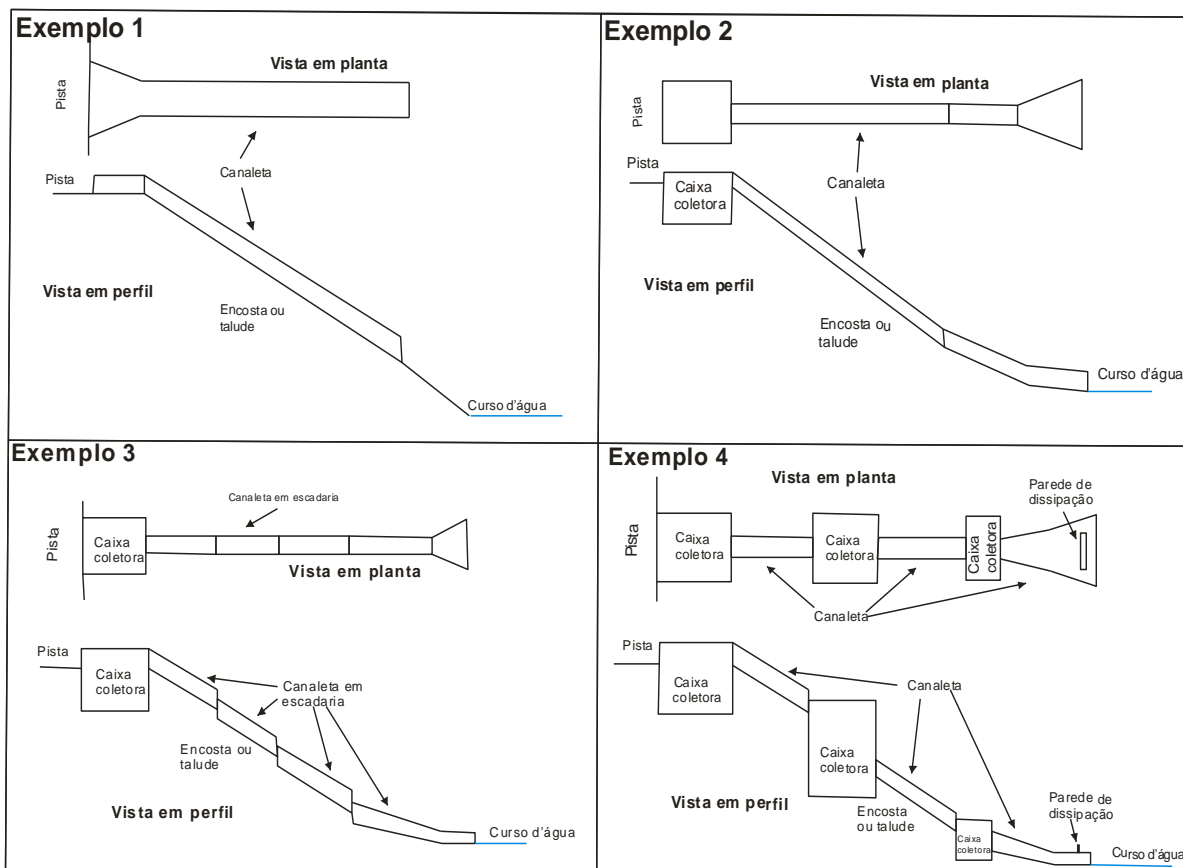 Exemplo 1
Vista em planta
Pista
Canaleta
Pista
Vista em perfil
Encosta ou
talude
Curso d'água
Exemplo 2
Vista em planta
Pista
Pista
Canaleta
Caixa
coletora
Vista em perfil
Encosta ou
talude
Curso d'água
Exemplo 3
Canaleta em escadaria
Pista
Caixa
coletora
Vista em planta
Pista
Caixa
coletora
Canaleta em
escadaria
Encosta ou
talude
Vista em perfil
Curso d'água
Exemplo 4
Vista em planta
Parede de
dissipação
Pista
Caixa
coletora
Caixa
coletora
Caixa
coletora
Canaleta
Pista
Caixa
coletora
Canaleta
Caixa
coletora
Vista em perfil
Encosta
ou talude
Caixa
coletora
Parede de
dissipação
Curso d'água